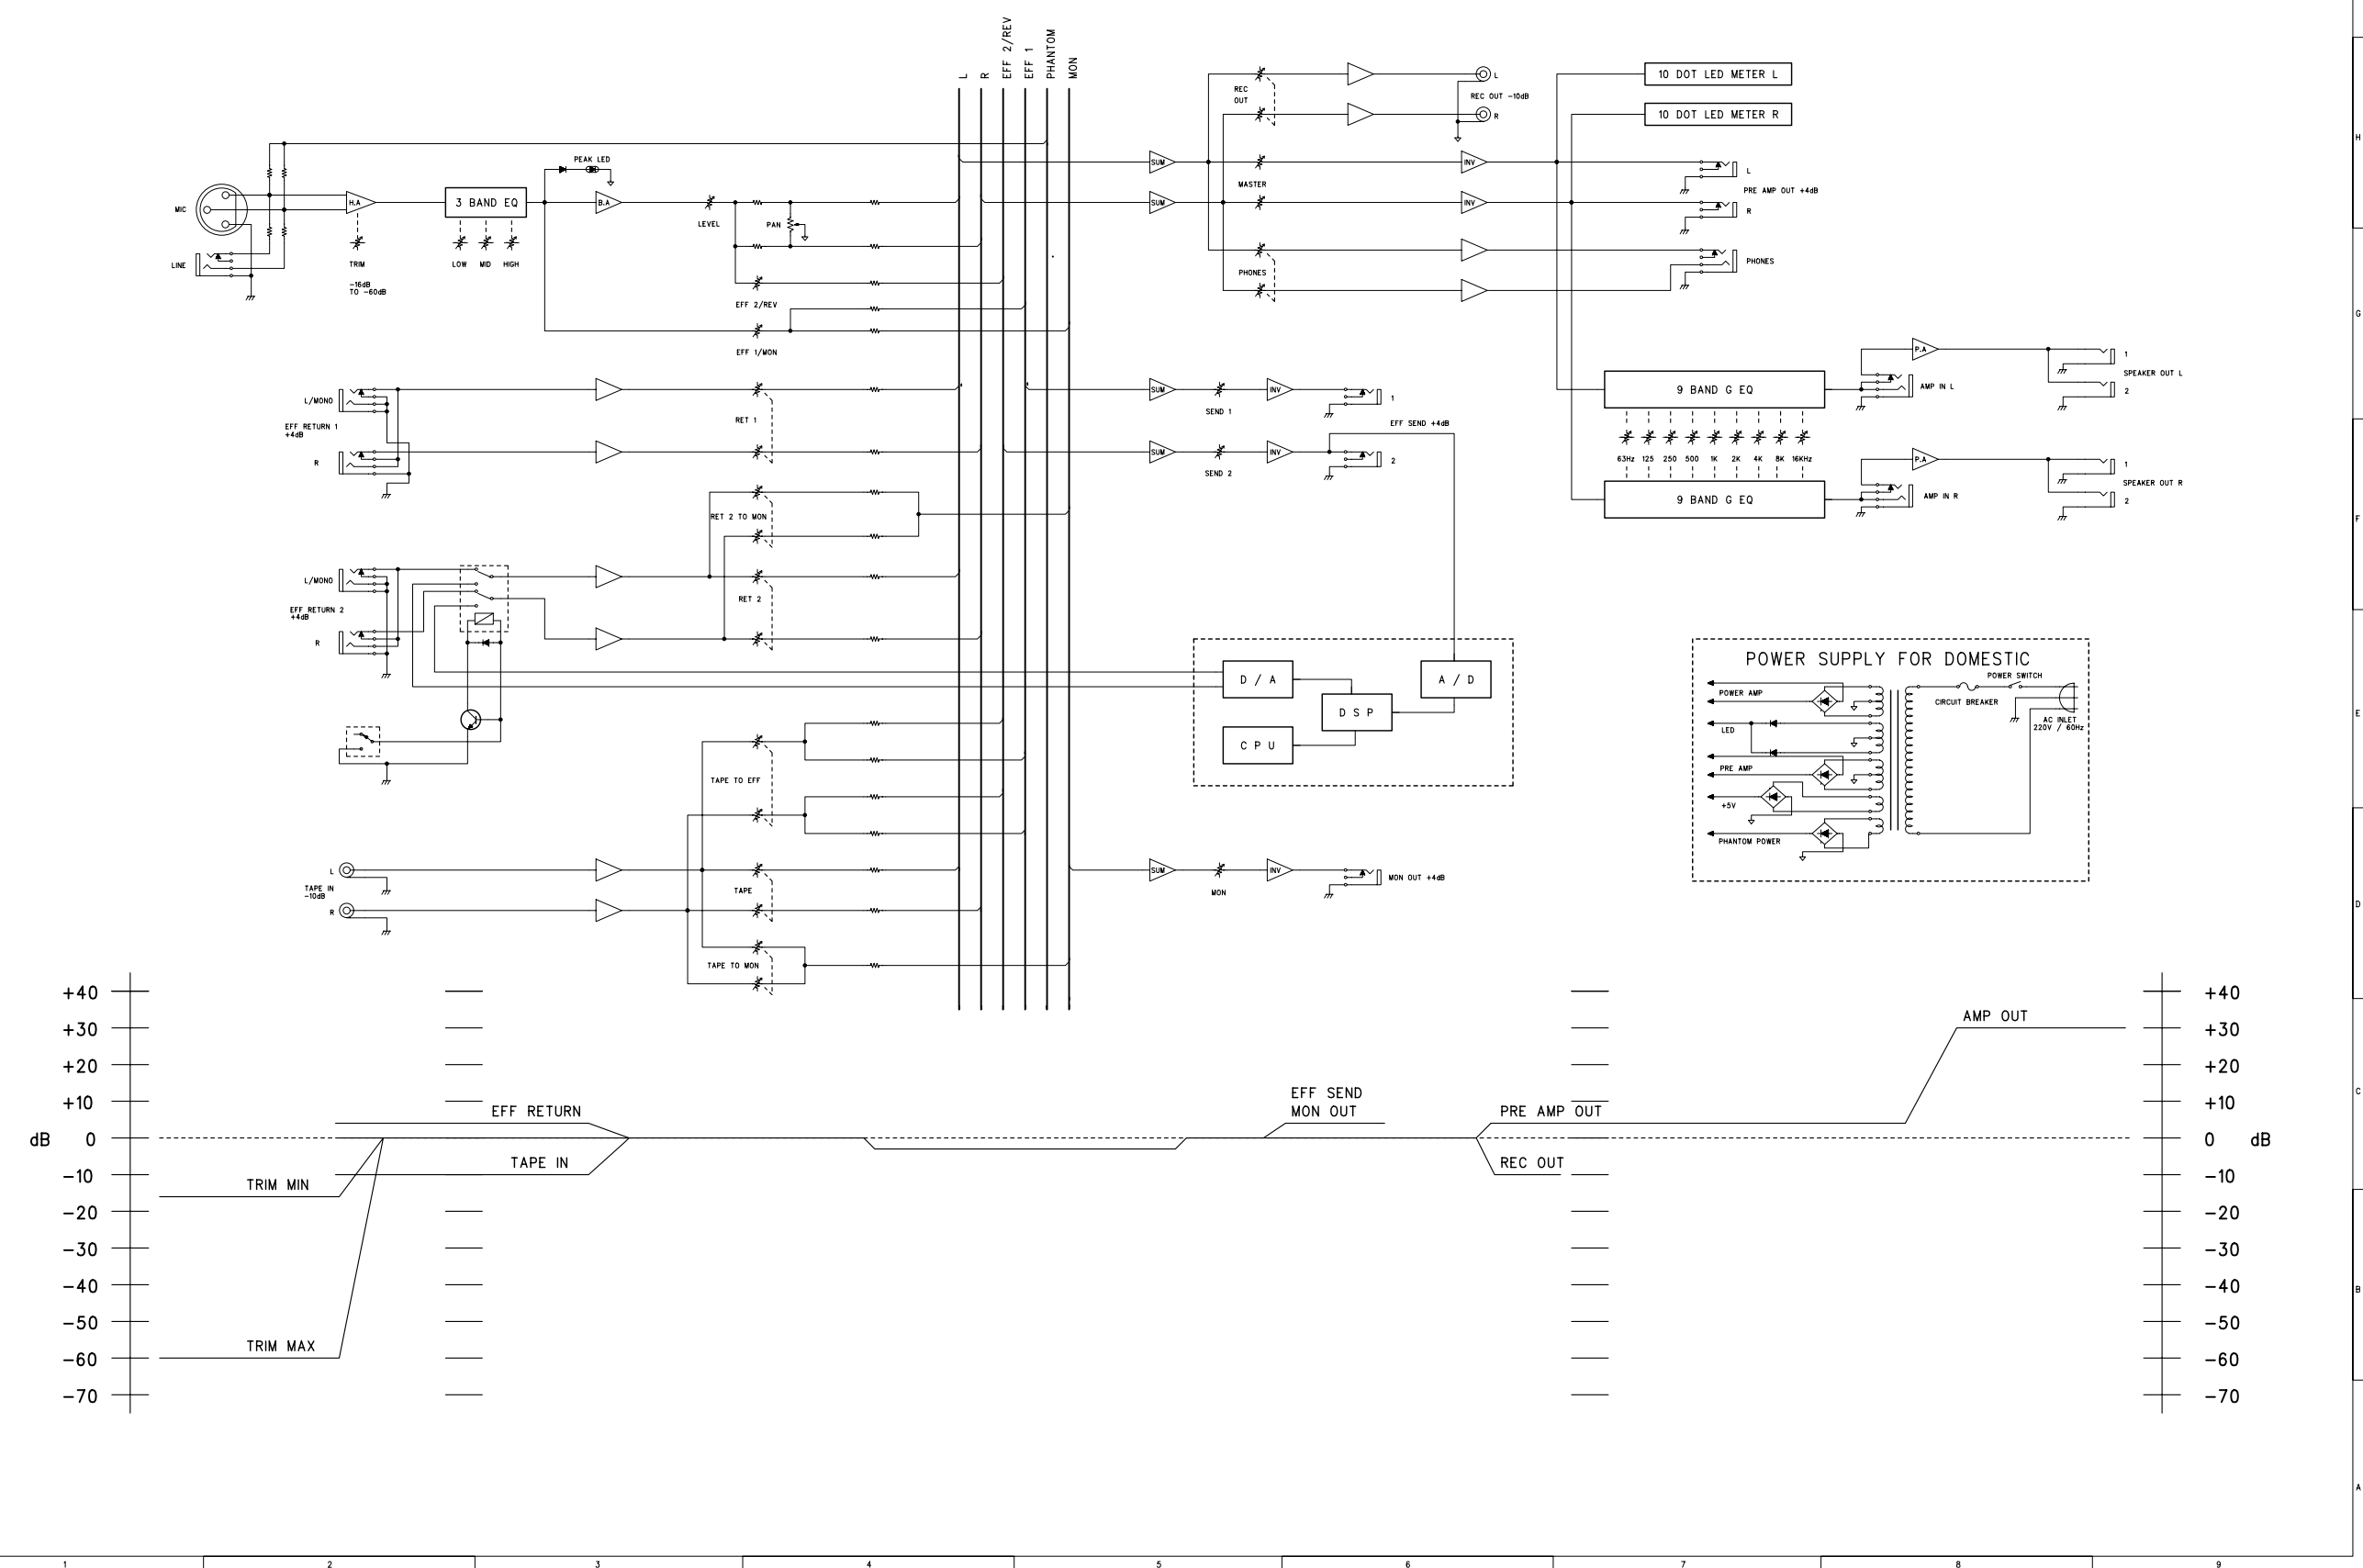 L
R
EFF 2/REV
EFF 1
PHANTOM
MON
MIC
LINE
H.A
TRIM
-16dB
TO -60dB
3 BAND EQ
LOW
MID
HIGH
PEAK LED
B.A
LEVEL
PAN
EFF 2/REV
EFF 1/MON
L/MONO
EFF RETURN 1
+4dB
R
RET 1
RET 2 TO MON
L/MONO
EFF RETURN 2
+4dB
R
RET 2
TAPE TO EFF
L
TAPE IN
-10dB
R
TAPE
TAPE TO MON
REC
OUT
L
REC OUT -10dB
R
10 DOT LED METER L
10 DOT LED METER R
SUM
MASTER
INV
L
PRE AMP OUT +4dB
SUM
INV
R
PHONES
PHONES
SUM
SEND 1
INV
1
EFF SEND +4dB
SUM
SEND 2
INV
2
9 BAND G EQ
63Hz
125
250
500
1K
2K
4K
8K
16KHz
9 BAND G EQ
P.A
AMP IN L
1
SPEAKER OUT L
2
P.A
AMP IN R
1
SPEAKER OUT R
2
D / A
A / D
D S P
C P U
SUM
MON
INV
MON OUT +4dB
POWER SUPPLY FOR DOMESTIC
POWER SWITCH
POWER AMP
CIRCUIT BREAKER
AC INLET
220V / 60Hz
LED
PRE AMP
+5V
PHANTOM POWER
+40
+30
+20
+10
dB 0
-10
-20
-30
-40
-50
-60
-70
EFF RETURN
TAPE IN
TRIM MIN
TRIM MAX
EFF SEND
MON OUT
PRE AMP OUT
REC OUT
AMP OUT
+40
+30
+20
+10
0 dB
-10
-20
-30
-40
-50
-60
-70
H
G
F
E
D
C
B
A
1
2
3
4
5
6
7
8
9